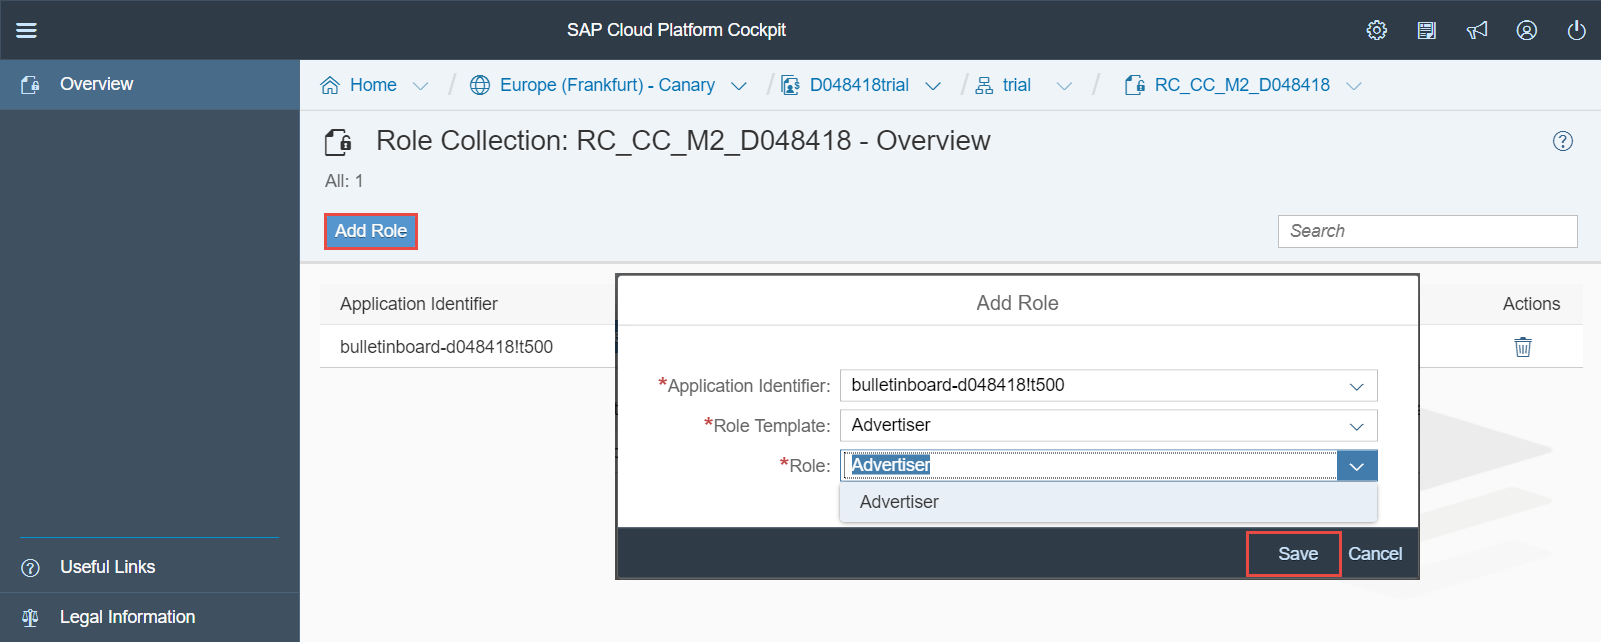 SAP Cloud Platform Cockpit
Overview
Home / Europe (Frankfurt) - Canary / D048418trial / trial / RC_CC_M2_D048418
Role Collection: RC_CC_M2_D048418 - Overview
All: 1
Add Role
Search
Application Identifier
Actions
bulletinboard-d048418!t500
Add Role
*Application Identifier: bulletinboard-d048418!t500
*Role Template: Advertiser
*Role: Advertiser
Advertiser
Save Cancel
Useful Links
Legal Information